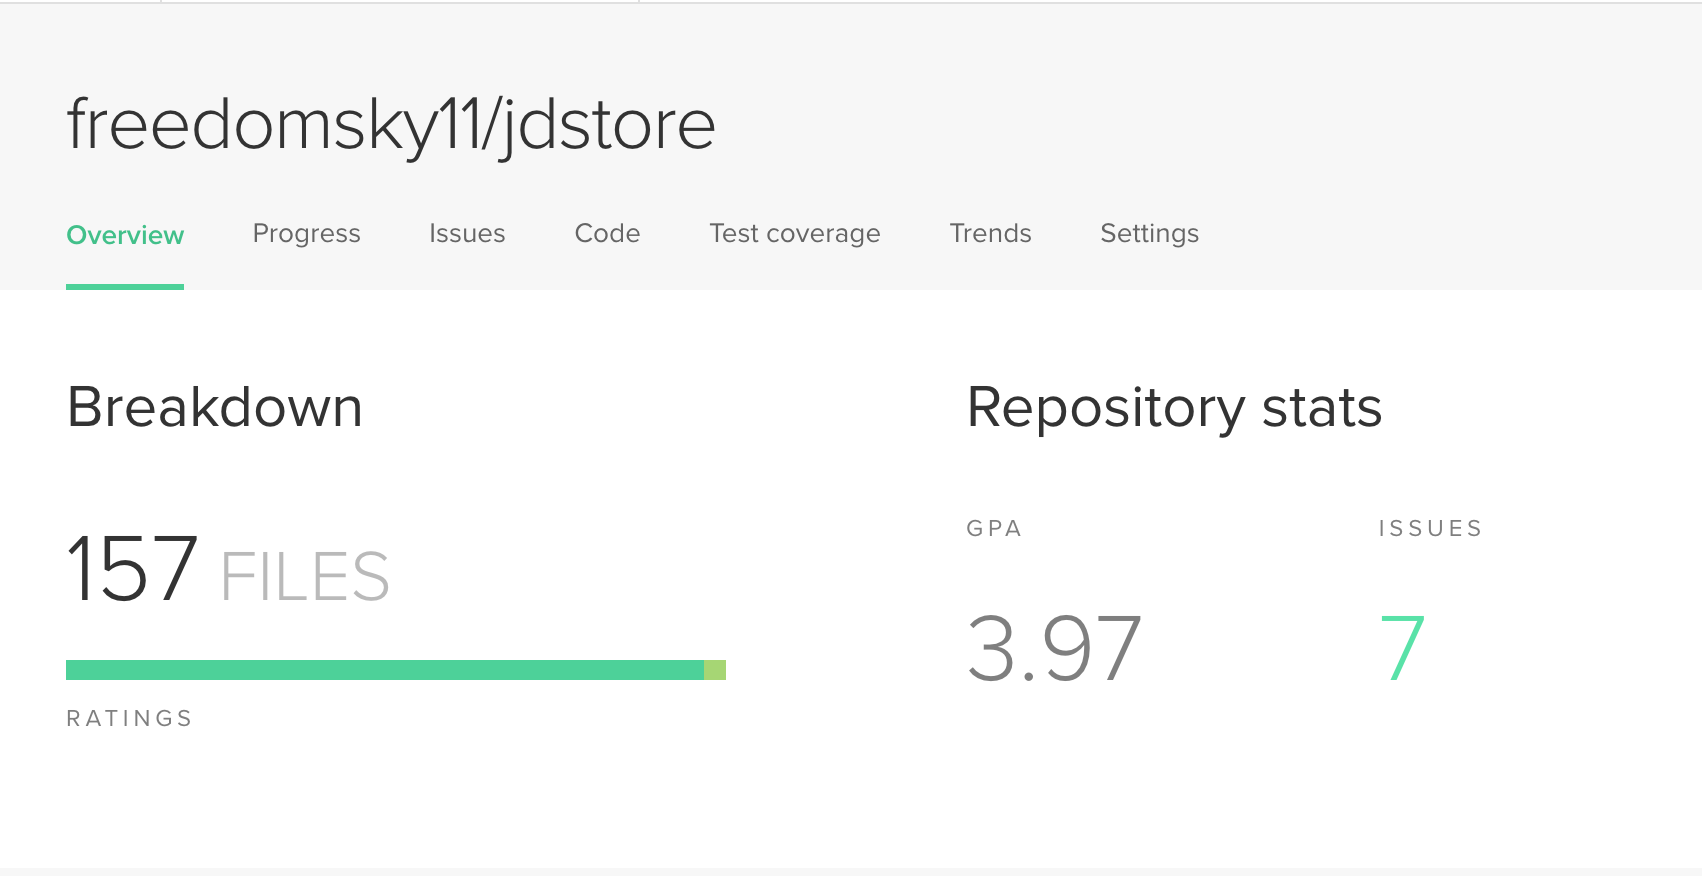 freedomsky11/jdstore
Overview Progress Issues Code Test coverage Trends Settings
Breakdown
157 FILES
RATINGS
Repository stats
GPA ISSUES
3.97 7